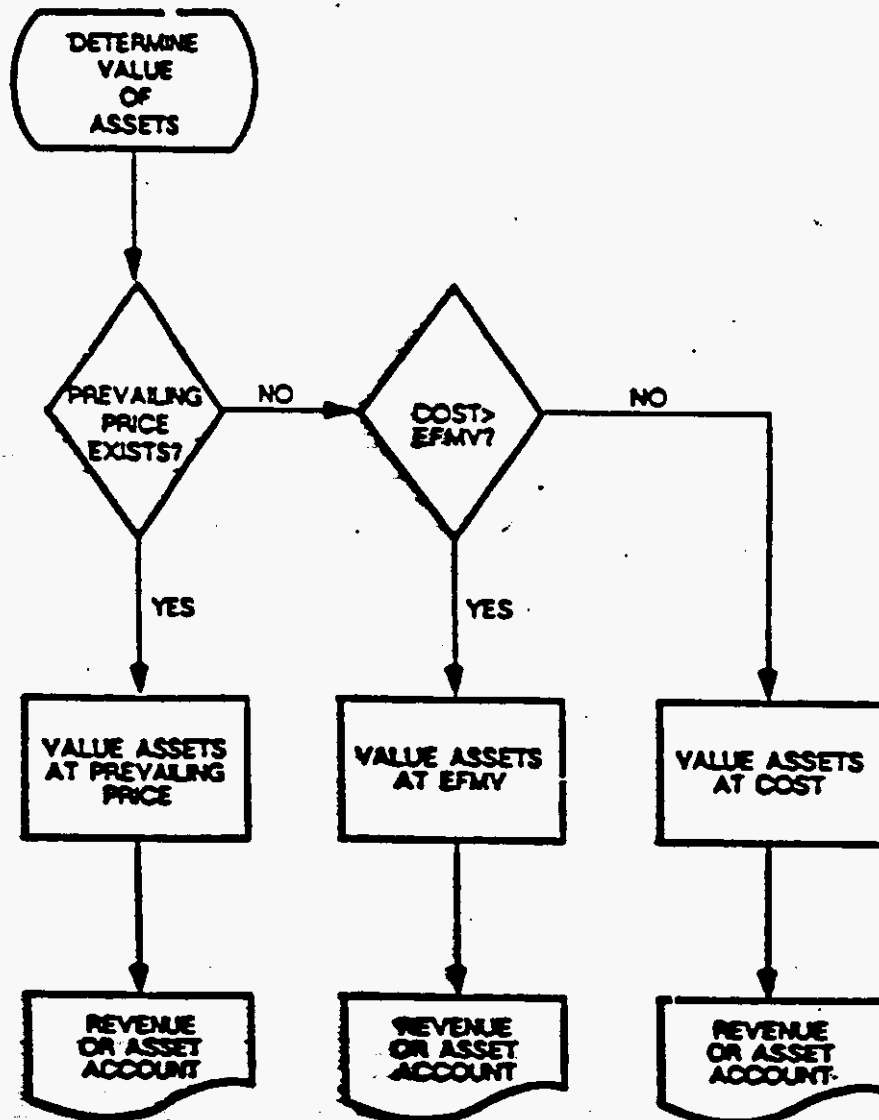 DETERMINE
VALUE
OF
ASSETS
PREVAILING
PRICE
EXISTS?
NO
COST>
EFMV?
NO
YES
YES
VALUE ASSETS
AT PREVAILING
PRICE
VALUE ASSETS
AT EFMV
VALUE ASSETS
AT COST
REVENUE
OR ASSET
ACCOUNT
REVENUE
OR ASSET
ACCOUNT
REVENUE
OR ASSET
ACCOUNT